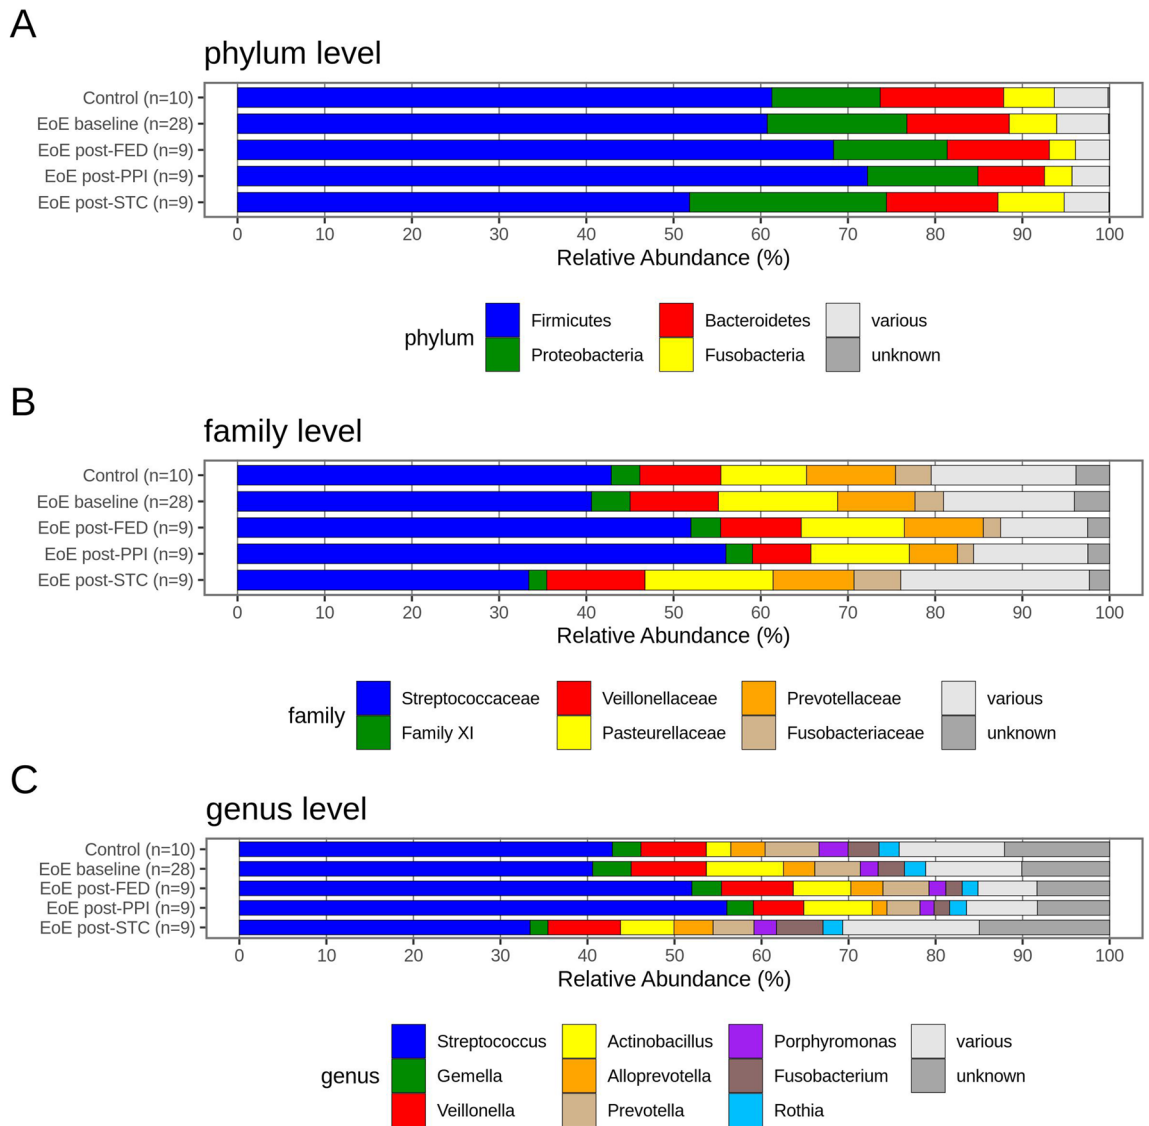 A
phylum level
Control (n=10)
EoE baseline (n=28)
EoE post-FED (n=9)
EoE post-PPI (n=9)
EoE post-STC (n=9)
0 10 20 30 40 50 60 70 80 90 100
Relative Abundance (%)
phylum
Firmicutes Bacteroidetes various
Proteobacteria Fusobacteria unknown
B
family level
Control (n=10)
EoE baseline (n=28)
EoE post-FED (n=9)
EoE post-PPI (n=9)
EoE post-STC (n=9)
0 10 20 30 40 50 60 70 80 90 100
Relative Abundance (%)
family
Streptococcaceae Veillonellaceae Prevotellaceae various
Family XI Pasteurellaceae Fusobacteriaceae unknown
C
genus level
Control (n=10)
EoE baseline (n=28)
EoE post-FED (n=9)
EoE post-PPI (n=9)
EoE post-STC (n=9)
0 10 20 30 40 50 60 70 80 90 100
Relative Abundance (%)
genus
Streptococcus Actinobacillus Porphyromonas various
Gemella Alloprevotella Fusobacterium unknown
Veillonella Prevotella Rothia